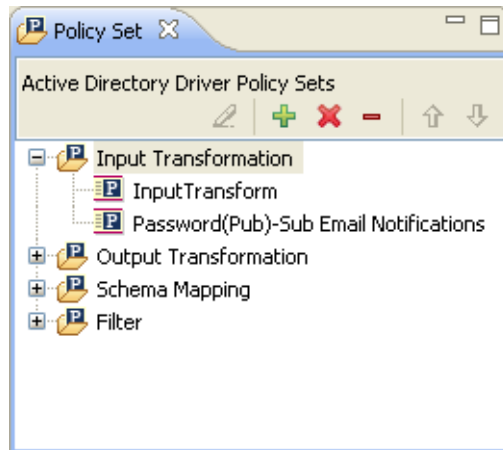 Policy Set
Active Directory Driver Policy Sets
Input Transformation
InputTransform
Password(Pub)-Sub Email Notifications
Output Transformation
Schema Mapping
Filter